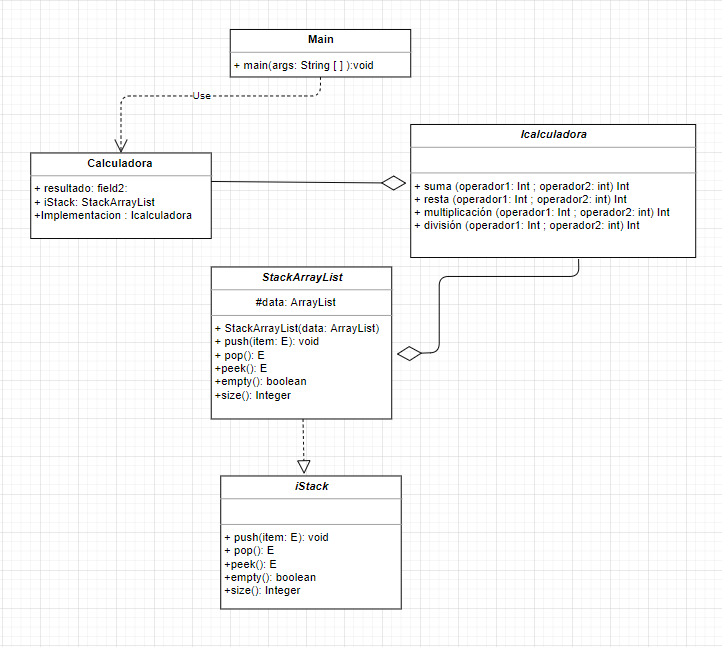 Main
+ main(args: String [ ] ):void
Use
Icalculadora
+ suma (operador1: Int ; operador2: int) Int
+ resta (operador1: Int ; operador2: int) Int
+ multiplicación (operador1: Int ; operador2: int) Int
+ división (operador1: Int ; operador2: int) Int
Calculadora
+ resultado: field2:
+ iStack: StackArrayList
+Implementacion : Icalculadora
StackArrayList
#data: ArrayList
+ StackArrayList(data: ArrayList)
+ push(item: E): void
+ pop(): E
+peek(): E
+empty(): boolean
+size(): Integer
iStack
+ push(item: E): void
+ pop(): E
+peek(): E
+empty(): boolean
+size(): Integer